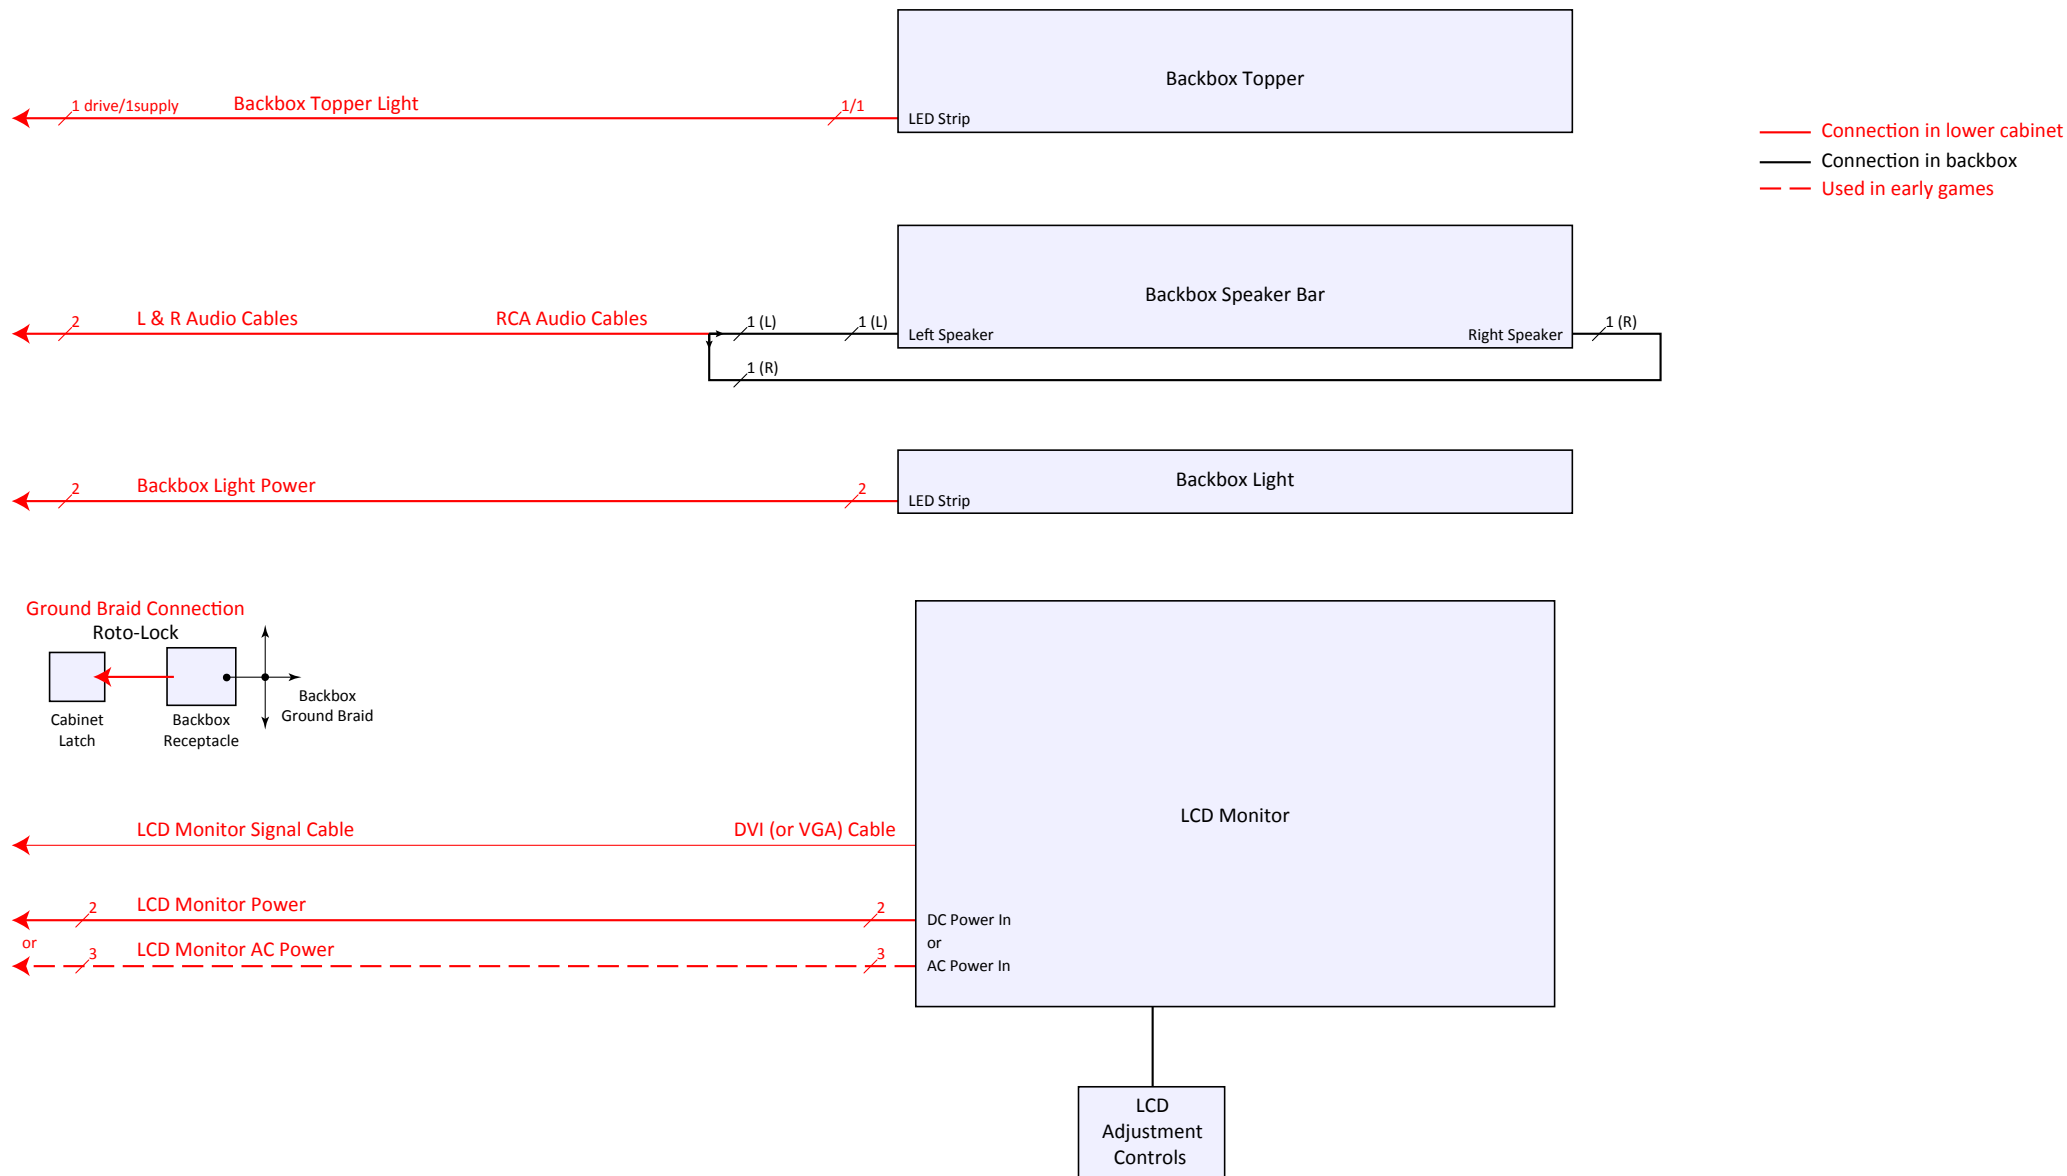 Backbox Topper
1 drive/1supply
Backbox Topper Light
1/1
LED Strip
Connection in lower cabinet
Connection in backbox
Used in early games
Backbox Speaker Bar
2
L & R Audio Cables
RCA Audio Cables
1 (L)
1 (L)
Left Speaker
Right Speaker
1 (R)
1 (R)
Backbox Light
2
Backbox Light Power
2
LED Strip
Ground Braid Connection
Roto-Lock
Backbox
Ground Braid
Cabinet
Latch
Backbox
Receptacle
LCD Monitor
LCD Monitor Signal Cable
DVI (or VGA) Cable
2
LCD Monitor Power
2
DC Power In
or
or
3
LCD Monitor AC Power
3
AC Power In
LCD
Adjustment
Controls